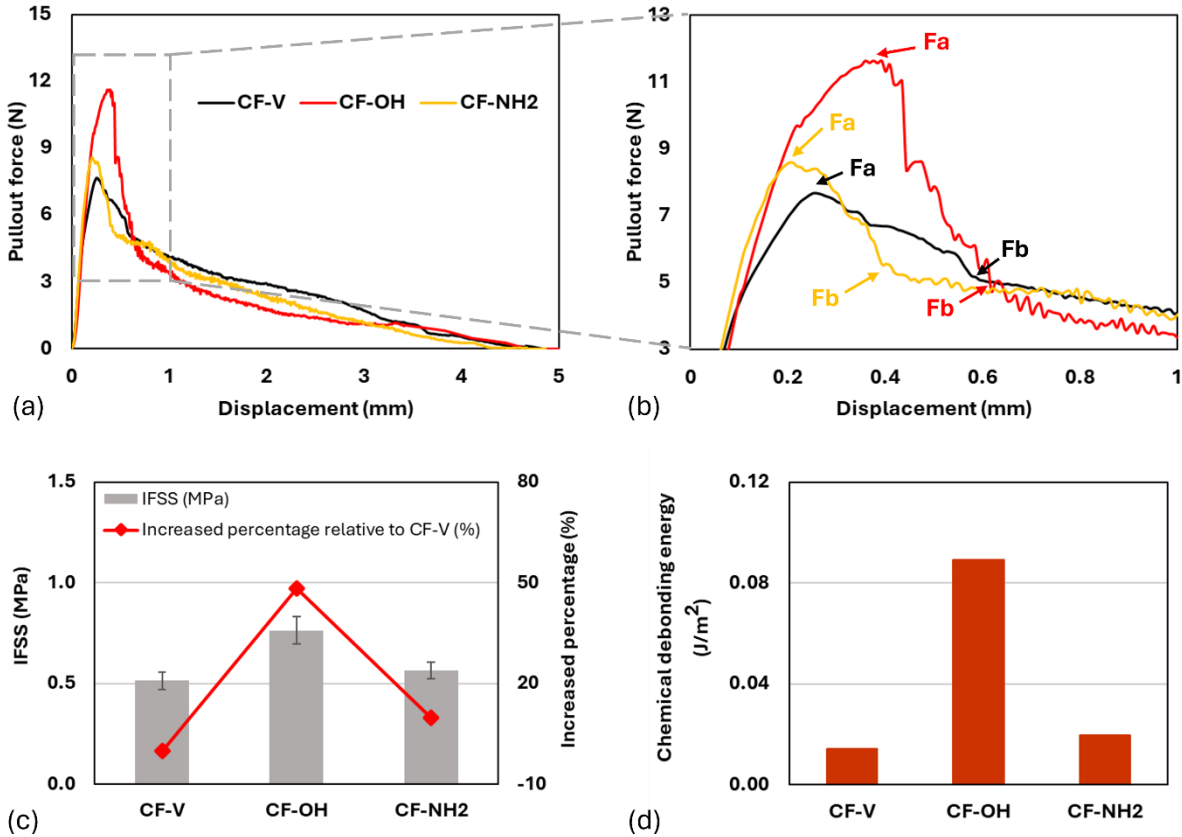 15
12
9
6
3
0
Pullout force (N)
CF-V CF-OH CF-NH2
0 1 2 3 4 5
Displacement (mm)
(a)
13
11
9
7
5
3
Pullout force (N)
Fa
Fa
Fa
Fb
Fb
Fb
0 0.2 0.4 0.6 0.8 1
Displacement (mm)
(b)
1.5
1.0
0.5
0.0
IFSS (MPa)
IFSS (MPa)
Increased percentage relative to CF-V (%)
80
50
20
-10
Increased percentage (%)
CF-V CF-OH CF-NH2
(c)
0.12
0.08
0.04
0.00
Chemical debonding energy
(J/m²)
CF-V CF-OH CF-NH2
(d)